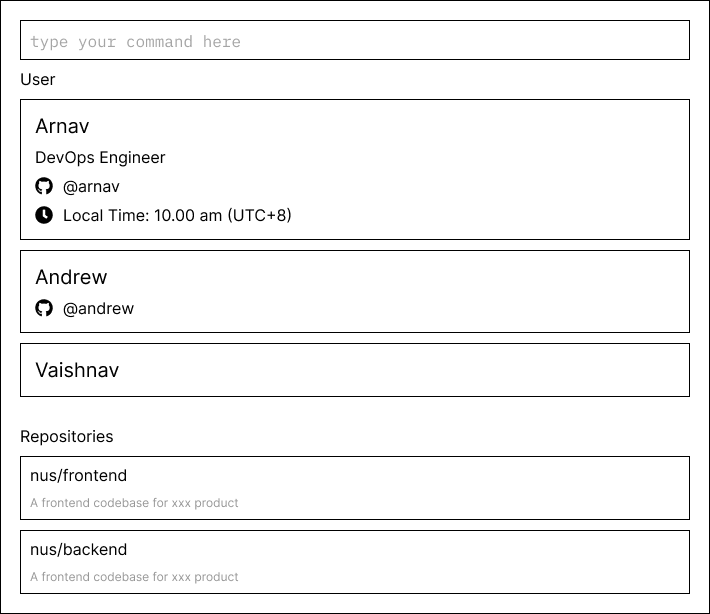 type your command here
User
Arnav
DevOps Engineer
@arnav
Local Time: 10.00 am (UTC+8)
Andrew
@andrew
Vaishnav
Repositories
nus/frontend
A frontend codebase for xxx product
nus/backend
A frontend codebase for xxx product